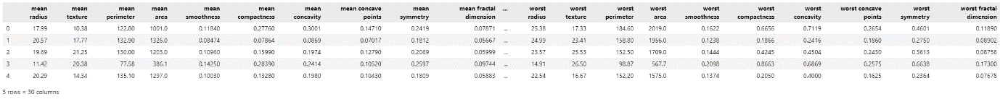 mean radius mean texture mean perimeter mean area mean smoothness mean compactness mean concavity mean concave points mean symmetry mean fractal dimension ... worst radius worst texture worst perimeter worst area worst smoothness worst compactness worst concavity worst concave points worst symmetry worst fractal dimension
0 17.99 10.38 122.80 1001.0 0.11840 0.27760 0.3001 0.14710 0.2419 0.07871 ... 25.38 17.33 184.60 2019.0 0.1622 0.6656 0.7119 0.2654 0.4601 0.11890
1 20.57 17.77 132.90 1326.0 0.08474 0.07864 0.0869 0.07017 0.1812 0.05667 ... 24.99 23.41 158.80 1956.0 0.1238 0.1866 0.2416 0.1860 0.2750 0.08902
2 19.69 21.25 130.00 1203.0 0.10960 0.15990 0.1974 0.12790 0.2069 0.05999 ... 23.57 25.53 152.50 1709.0 0.1444 0.4245 0.4504 0.2430 0.3613 0.08758
3 11.42 20.38 77.58 386.1 0.14250 0.28390 0.2414 0.10520 0.2597 0.09744 ... 14.91 26.50 98.87 567.7 0.2098 0.8663 0.6869 0.2575 0.6638 0.17300
4 20.29 14.34 135.10 1297.0 0.10030 0.13280 0.1980 0.10430 0.1809 0.05883 ... 22.54 16.67 152.20 1575.0 0.1374 0.2050 0.4000 0.1625 0.2364 0.07678
5 rows × 30 columns